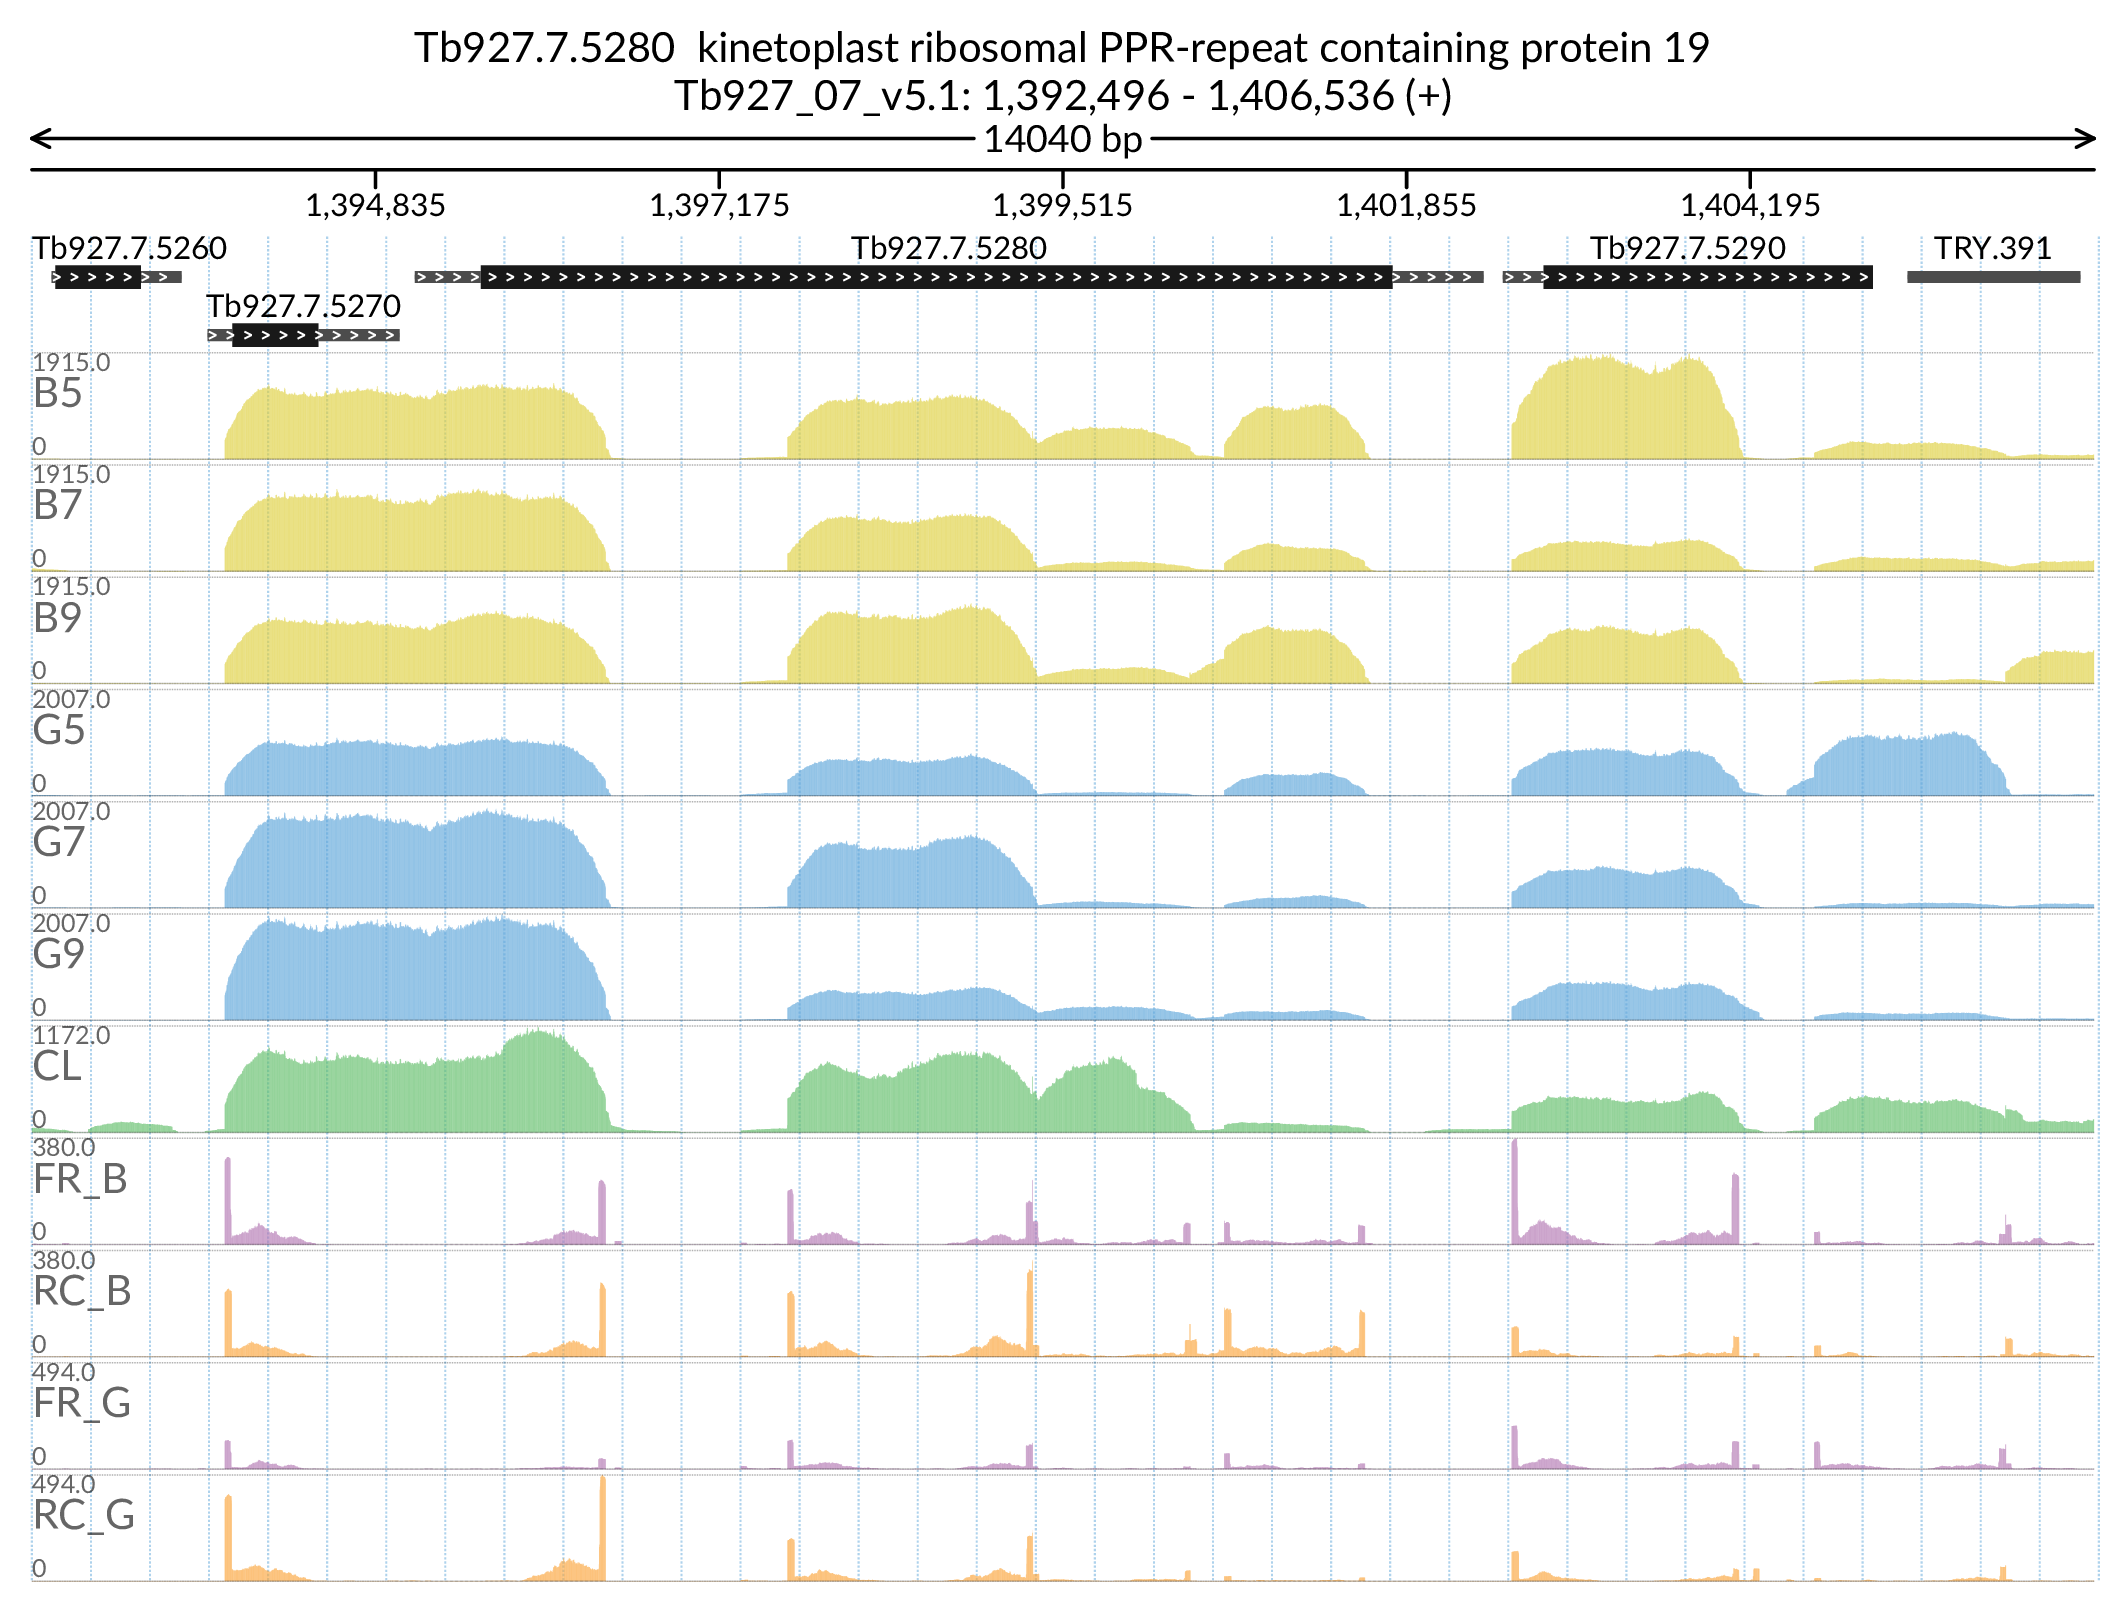 Tb927.7.5280  kinetoplast ribosomal PPR-repeat containing protein 19
Tb927_07_v5.1: 1,392,496 - 1,406,536 (+)
14040 bp
1,394,835 1,397,175 1,399,515 1,401,855 1,404,195
Tb927.7.5260 Tb927.7.5280 Tb927.7.5290 TRY.391
Tb927.7.5270
1915.0
B5
0
1915.0
B7
0
1915.0
B9
0
2007.0
G5
0
2007.0
G7
0
2007.0
G9
0
1172.0
CL
0
380.0
FR_B
0
380.0
RC_B
0
494.0
FR_G
0
494.0
RC_G
0